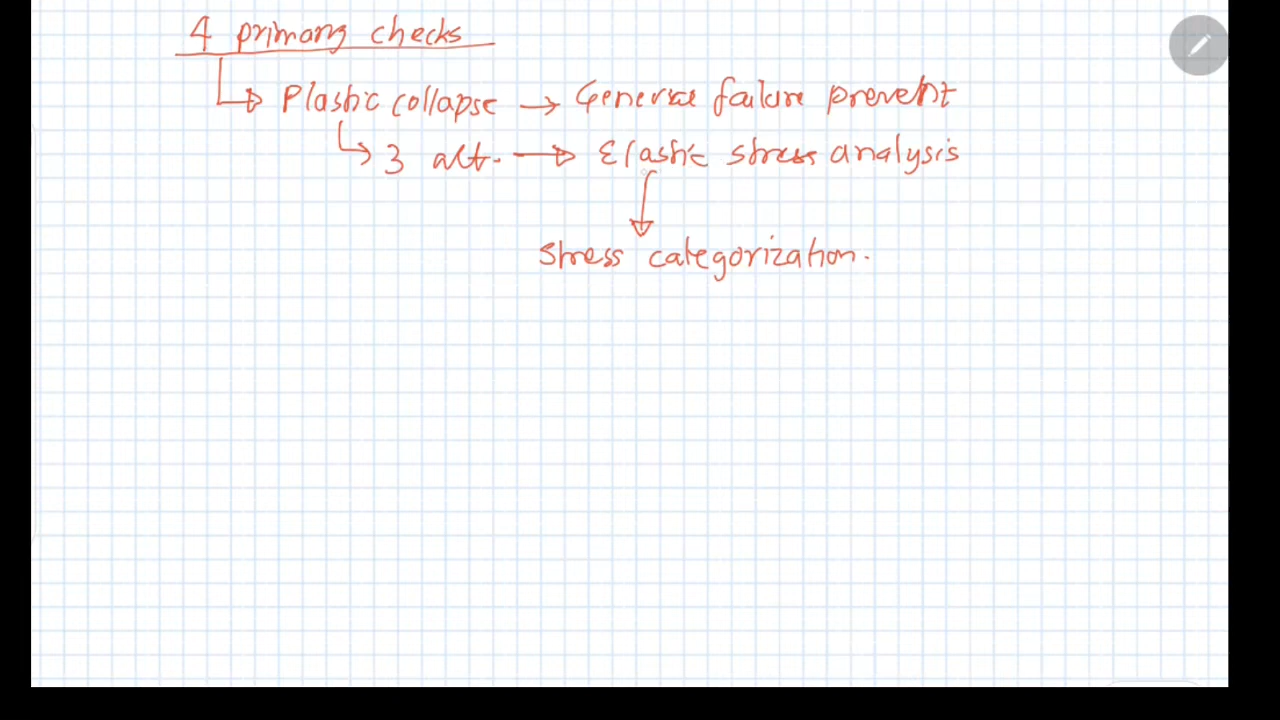 4 primary checks
Plastic collapse → General failure prevent
3 alt. → Elastic stress analysis
Stress categorization.